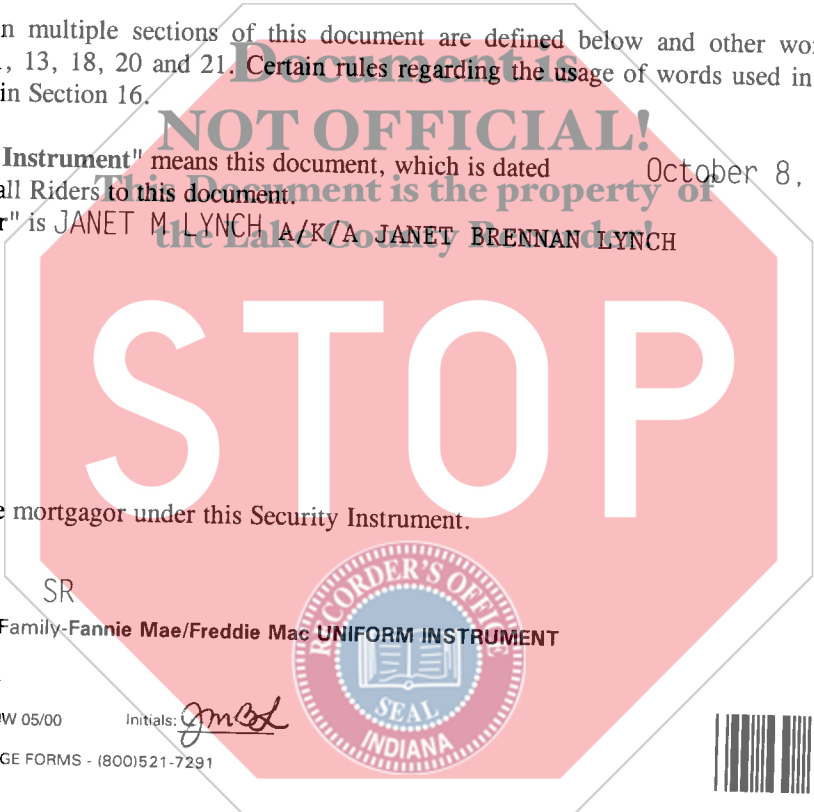 n multiple sections of this document are defined below and other wo
, 13, 18, 20 and 21. Certain rules regarding the usage of words used in
in Section 16.
Document is
NOT OFFICIAL!
This Document is the property of
the Lake County Recorder!
Instrument" means this document, which is dated October 8,
all Riders to this document.
r" is JANET M LYNCH A/K/A JANET BRENNAN LYNCH
STOP
e mortgagor under this Security Instrument.
SR
Family-Fannie Mae/Freddie Mac UNIFORM INSTRUMENT
W 05/00 Initials: JMBL
GE FORMS - (800)521-7291
RECORDER'S OFFICE
SEAL
INDIANA